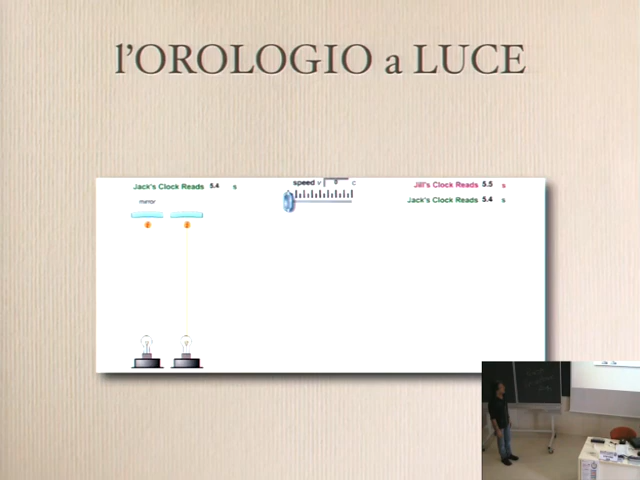 l'OROLOGIO a LUCE
Jack's Clock Reads 5.4 s
speed v c
Jill's Clock Reads 5.5 s
Jack's Clock Reads 5.4 s
mirror